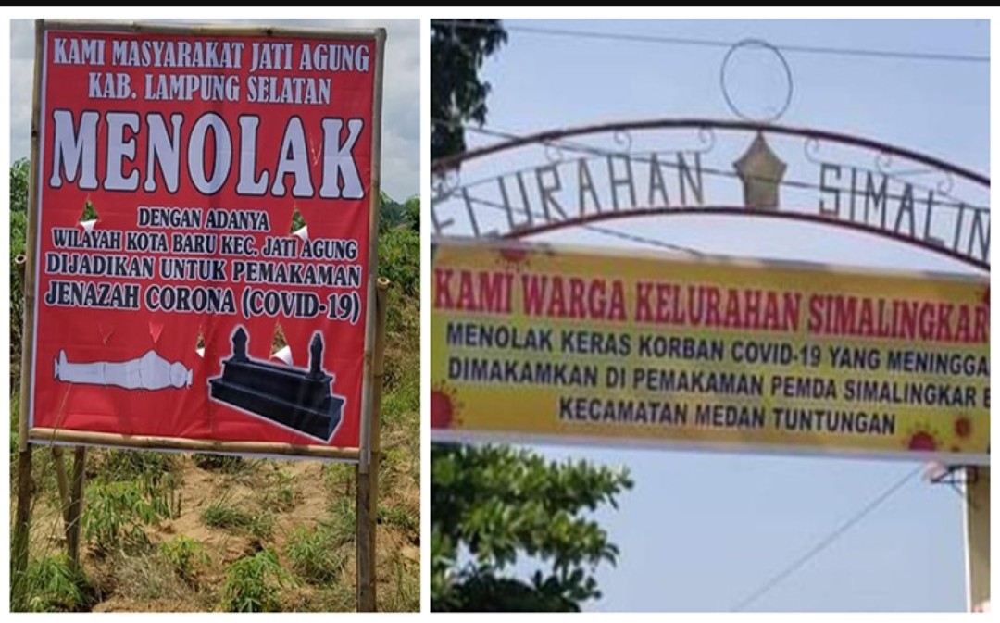 KAMI MASYARAKAT JATI AGUNG
KAB. LAMPUNG SELATAN
MENOLAK
DENGAN ADANYA
WILAYAH KOTA BARU KEC. JATI AGUNG
DIJADIKAN UNTUK PEMAKAMAN
JENAZAH CORONA (COVID-19)
ELURAHAN SIMALIN
KAMI WARGA KELURAHAN SIMALINGKAR
MENOLAK KERAS KORBAN COVID-19 YANG MENINGGA
DIMAKAMKAN DI PEMAKAMAN PEMDA SIMALINGKAR B
KECAMATAN MEDAN TUNTUNGAN